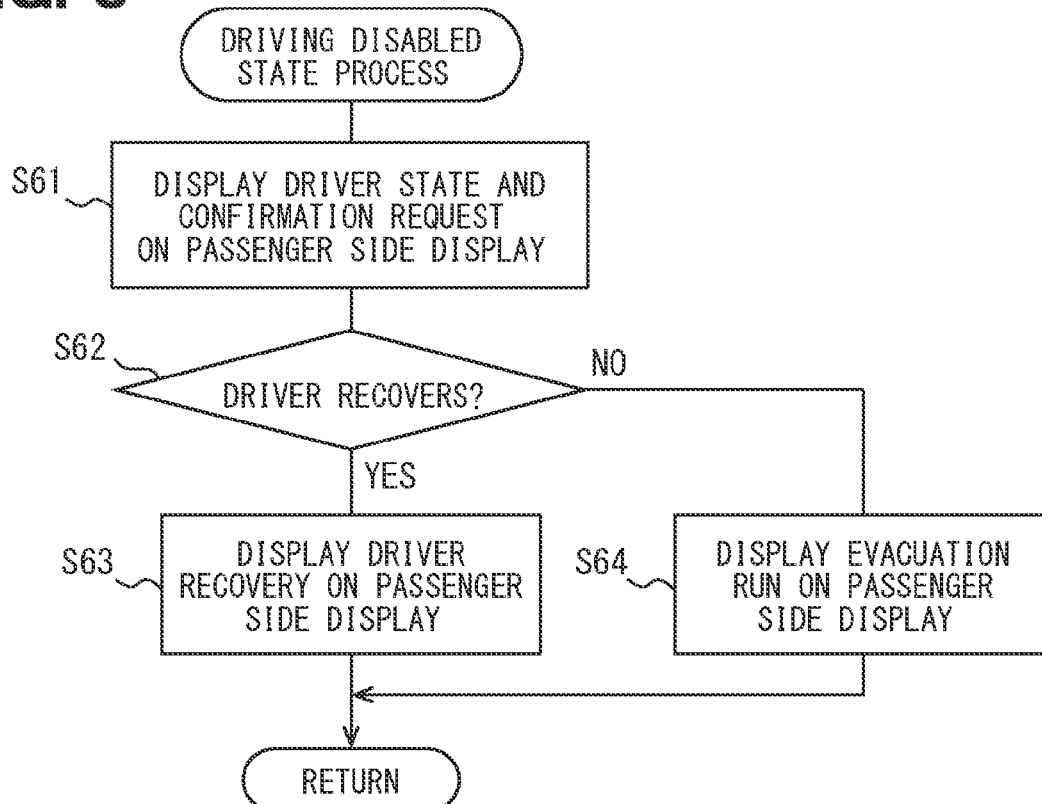 DRIVING DISABLED
STATE PROCESS
S61
DISPLAY DRIVER STATE AND
CONFIRMATION REQUEST
ON PASSENGER SIDE DISPLAY
S62
DRIVER RECOVERS?
NO
YES
S63
DISPLAY DRIVER
RECOVERY ON PASSENGER
SIDE DISPLAY
S64
DISPLAY EVACUATION
RUN ON PASSENGER
SIDE DISPLAY
RETURN